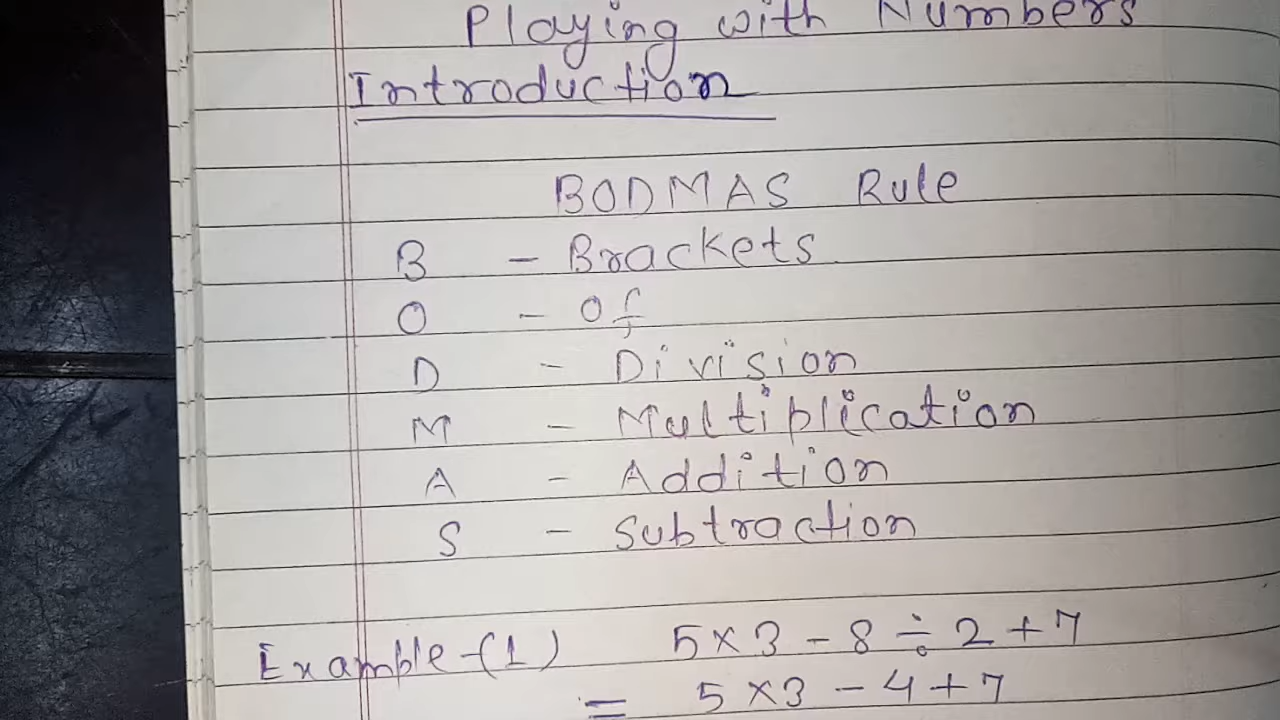 Playing with Numbers
Introduction
BODMAS Rule
B - Brackets
O - Of
D - Division
M - Multiplication
A - Addition
S - Subtraction
Example-(1) 5×3-8÷2+7
= 5×3-4+7